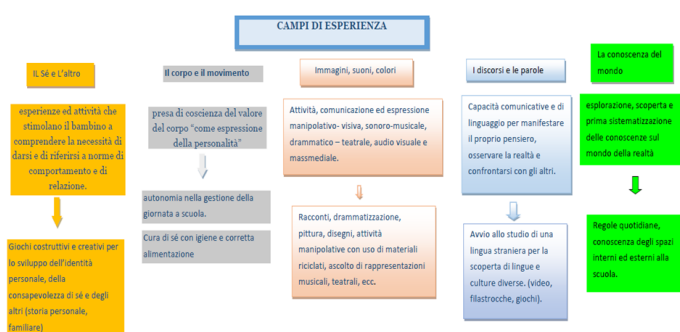 CAMPI DI ESPERIENZA
IL Sé e L'altro
esperienze ed attività che
stimolano il bambino a
comprendere la necessità di
darsi e di riferirsi a norme di
comportamento e di
relazione.
Giochi costruttivi e creativi per
lo sviluppo dell'identità
personale, della
consapevolezza di sé e degli
altri (storia personale,
familiare)
Il corpo e il movimento
presa di coscienza del valore
del corpo "come espressione
della personalità"
autonomia nella gestione della
giornata a scuola.
Cura di sé con igiene e corretta
alimentazione
Immagini, suoni, colori
Attività, comunicazione ed espressione
manipolativo- visiva, sonoro-musicale,
drammatico – teatrale, audio visuale e
massmediale.
Racconti, drammatizzazione,
pittura, disegni, attività
manipolative con uso di materiali
riciclati, ascolto di rappresentazioni
musicali, teatrali, ecc.
I discorsi e le parole
Capacità comunicative e di
linguaggio per manifestare
il proprio pensiero,
osservare la realtà e
confrontarsi con gli altri.
Avvio allo studio di una
lingua straniera per la
scoperta di lingue e
culture diverse. (video,
filastrocche, giochi).
La conoscenza del
mondo
esplorazione, scoperta e
prima sistematizzazione
delle conoscenze sul
mondo della realtà
Regole quotidiane,
conoscenza degli spazi
interni ed esterni alla
scuola.